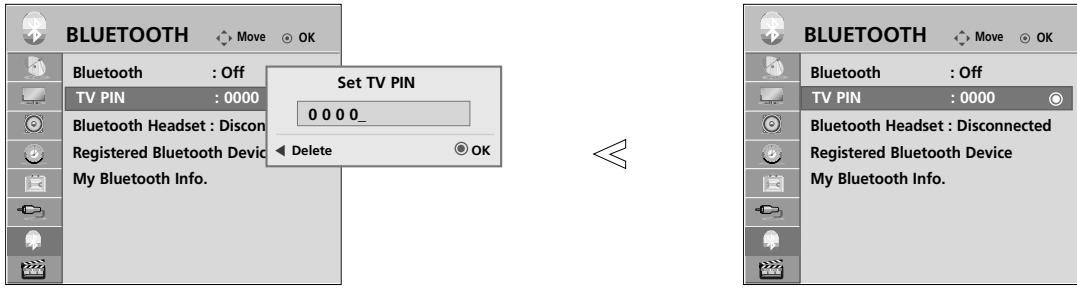 BLUETOOTH Move OK
Bluetooth : Off
TV PIN : 0000
Bluetooth Headset : Discon
Registered Bluetooth Devic
My Bluetooth Info.
Set TV PIN
0 0 0 0_
Delete OK
BLUETOOTH Move OK
Bluetooth : Off
TV PIN : 0000
Bluetooth Headset : Disconnected
Registered Bluetooth Device
My Bluetooth Info.